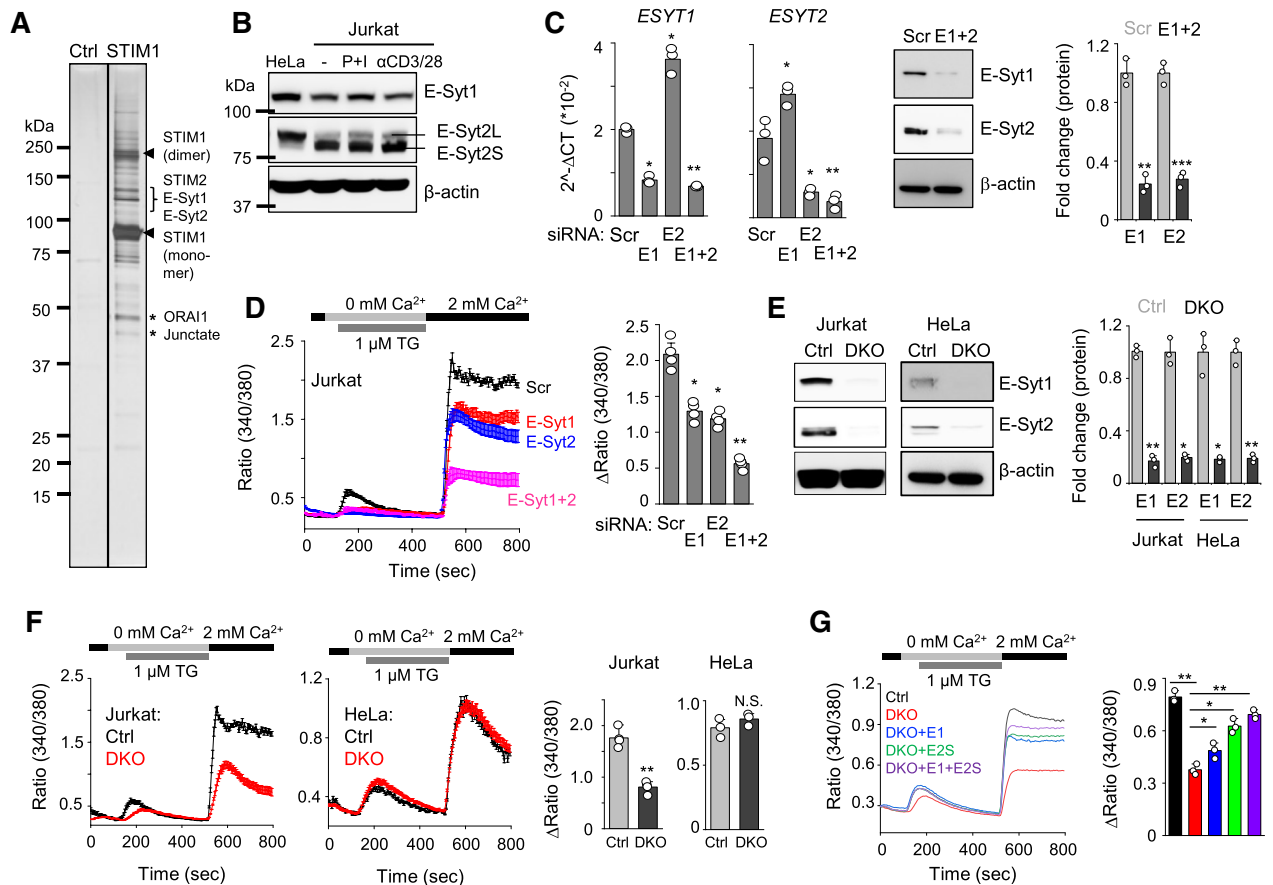 A
Ctrl STIM1
kDa
250
150
100
75
50
37
25
20
15
STIM1
(dimer)
STIM2
E-Syt1
E-Syt2
STIM1
(mono-
mer)
* ORAI1
* Junctate
B
Jurkat
HeLa - P+I αCD3/28
kDa
100
75
37
E-Syt1
E-Syt2L
E-Syt2S
β-actin
C
ESYT1 ESYT2
2^-ΔCT (*10⁻²)
4
2
0
*
*
**
*
*
**
siRNA: Scr E2 Scr E2
E1 E1+2 E1 E1+2
Scr E1+2
E-Syt1
E-Syt2
β-actin
Scr E1+2
Fold change (protein)
1.2
0.8
0.4
0
** ***
E1 E2
D
0 mM Ca²⁺ 2 mM Ca²⁺
1 µM TG
Ratio (340/380)
2.5
1.5
0.5
Jurkat
Scr
E-Syt1
E-Syt2
E-Syt1+2
0 200 400 600 800
Time (sec)
ΔRatio (340/380)
2.5
2.0
1.5
1.0
0.5
0
* * **
siRNA: Scr E2
E1 E1+2
E
Jurkat HeLa
Ctrl DKO Ctrl DKO
E-Syt1
E-Syt2
β-actin
Ctrl DKO
Fold change (protein)
1.2
0.8
0.4
0
** * * **
E1 E2 E1 E2
Jurkat HeLa
F
0 mM Ca²⁺ 2 mM Ca²⁺
1 µM TG
Ratio (340/380)
2.5
1.5
0.5
Jurkat:
Ctrl
DKO
0 200 400 600 800
Time (sec)
0 mM Ca²⁺ 2 mM Ca²⁺
1 µM TG
1.2
0.8
0.4
HeLa:
Ctrl
DKO
0 200 400 600 800
Time (sec)
Jurkat HeLa
ΔRatio (340/380)
2.0
1.0
0
**
Ctrl DKO
1.0
0.5
0
N.S.
Ctrl DKO
G
0 mM Ca²⁺ 2 mM Ca²⁺
1 µM TG
Ratio (340/380)
1.2
0.9
0.6
0.3
Ctrl
DKO
DKO+E1
DKO+E2S
DKO+E1+E2S
0 200 400 600 800
Time (sec)
ΔRatio (340/380)
0.9
0.6
0.3
0
**
**
*
*